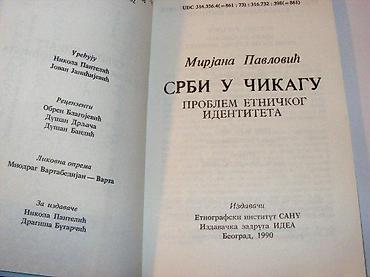 Уређују
Никола Пантелић
Јован Јанићијевић
Рецензенти
Обрен Благојевић
Душан Дрљача
Душан Бандић
Ликовна опрема
Миодраг Вартабедијан — Варта
За издаваче
Никола Пантелић
Драгиша Бугарчић
UDC 316.356.4(=861 : 73) : 316.732 : 398(=861)
Мирјана Павловић
СРБИ У ЧИКАГУ
ПРОБЛЕМ ЕТНИЧКОГ
ИДЕНТИТЕТА
Издавачи
Етнографски институт САНУ
Издавачка задруга ИДЕА
Београд, 1990